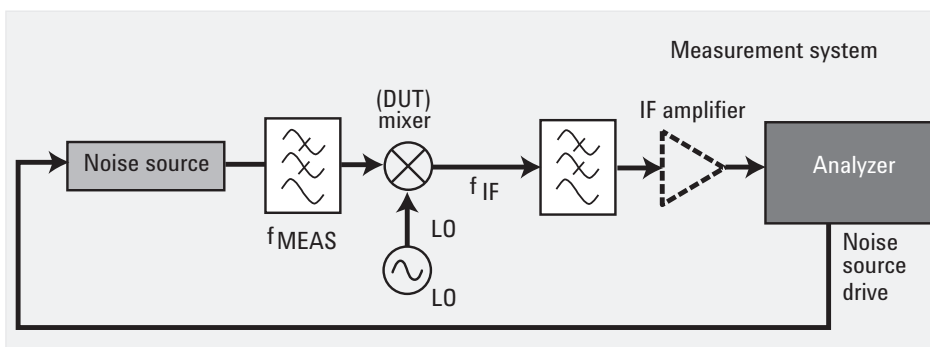 Measurement system
(DUT)
mixer
IF amplifier
Noise source
Analyzer
f IF
f MEAS
LO
LO
Noise
source
drive